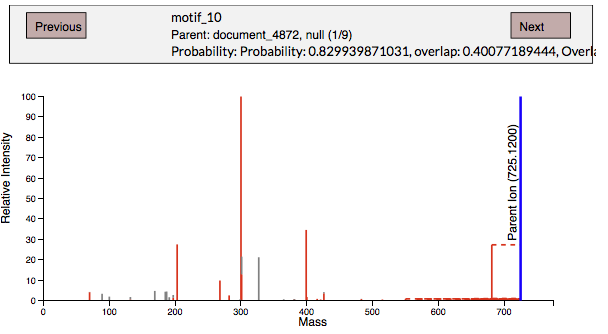 Previous
motif_10
Parent: document_4872, null (1/9)
Probability: Probability: 0.829939871031, overlap: 0.40077189444, Overla
Next
Relative Intensity
100
90
80
70
60
50
40
30
20
10
0
Parent Ion (725.1200)
0 100 200 300 400 500 600 700
Mass